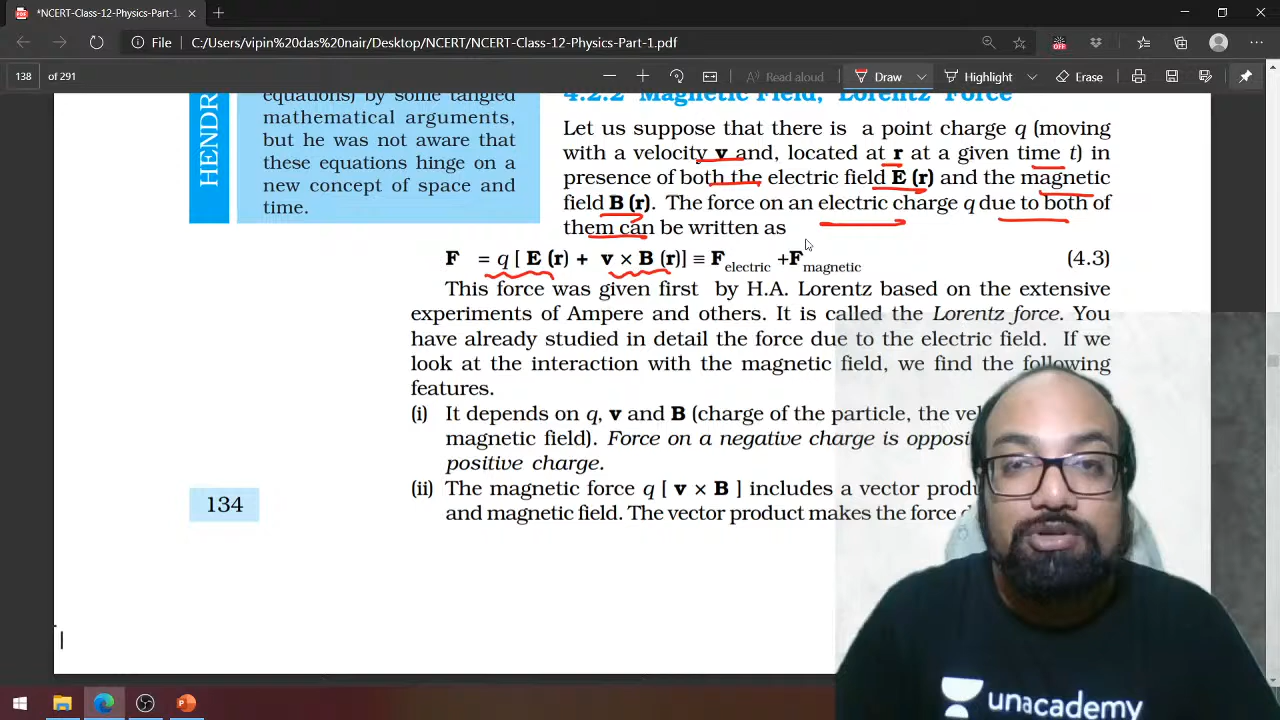 *NCERT-Class-12-Physics-Part-1.
File
C:/Users/vipin%20das%20nair/Desktop/NCERT/NCERT-Class-12-Physics-Part-1.pdf
138 of 291
Read aloud
Draw
Highlight
Erase
HENDR
equations) by some tangled
mathematical arguments,
but he was not aware that
these equations hinge on a
new concept of space and
time.
4.2.2 Magnetic Field, Lorentz Force
Let us suppose that there is a point charge q (moving
with a velocity v and, located at r at a given time t) in
presence of both the electric field E (r) and the magnetic
field B (r). The force on an electric charge q due to both of
them can be written as
F = q [ E (r) + v × B (r)] ≡ F electric +F magnetic (4.3)
This force was given first by H.A. Lorentz based on the extensive
experiments of Ampere and others. It is called the Lorentz force. You
have already studied in detail the force due to the electric field. If we
look at the interaction with the magnetic field, we find the following
features.
(i) It depends on q, v and B (charge of the particle, the
magnetic field). Force on a negative charge is
positive charge.
(ii) The magnetic force q [ v × B ] includes a vector
and magnetic field. The vector product makes the force
134
OFF
unacademy